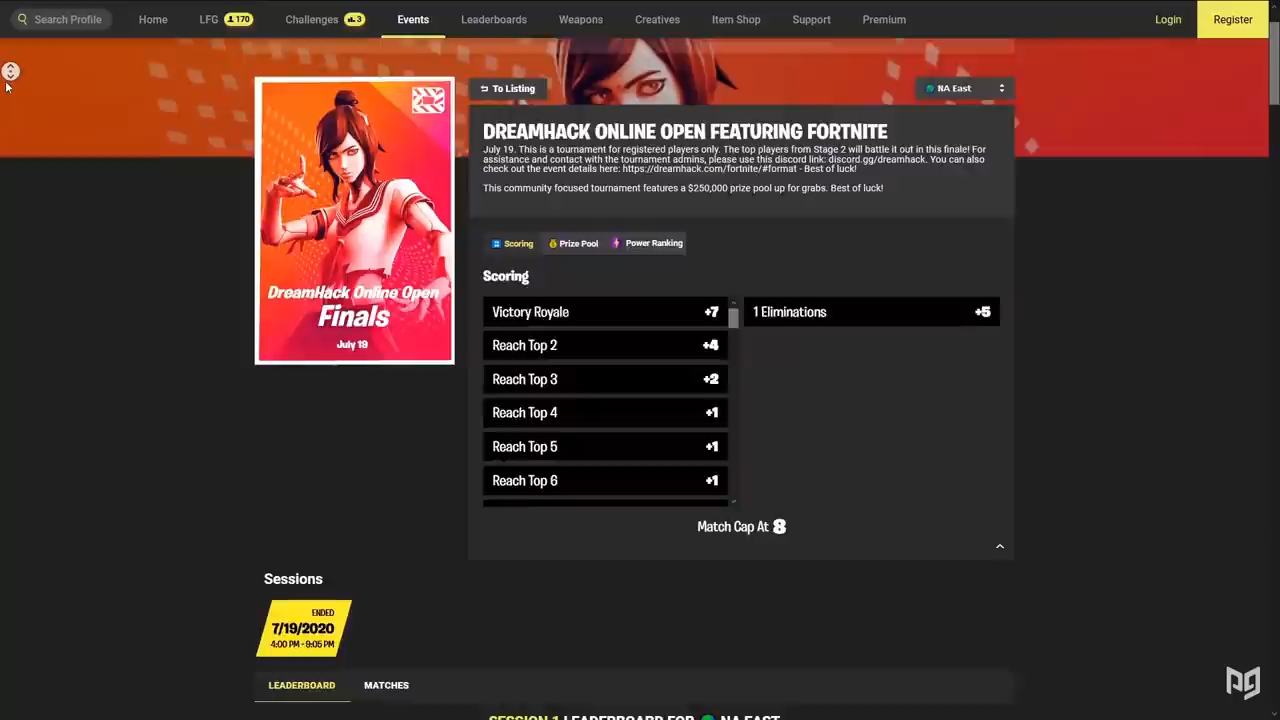 Search Profile
Home
LFG 170
Challenges 3
Events
Leaderboards
Weapons
Creatives
Item Shop
Support
Premium
Login
Register
To Listing
NA East
DREAMHACK ONLINE OPEN FEATURING FORTNITE
July 19. This is a tournament for registered players only. The top players from Stage 2 will battle it out in this finale! For
assistance and contact with the tournament admins, please use this discord link: discord.gg/dreamhack. You can also
check out the event details here: https://dreamhack.com/fortnite/#format - Best of luck!
This community focused tournament features a $250,000 prize pool up for grabs. Best of luck!
DreamHack Online Open
Finals
July 19
Scoring
Prize Pool
Power Ranking
Scoring
Victory Royale +7
1 Eliminations +5
Reach Top 2 +4
Reach Top 3 +2
Reach Top 4 +1
Reach Top 5 +1
Reach Top 6 +1
Match Cap At 8
Sessions
ENDED
7/19/2020
4:00 PM - 9:05 PM
LEADERBOARD
MATCHES
SESSION 1 LEADERBOARD FOR NA EAST